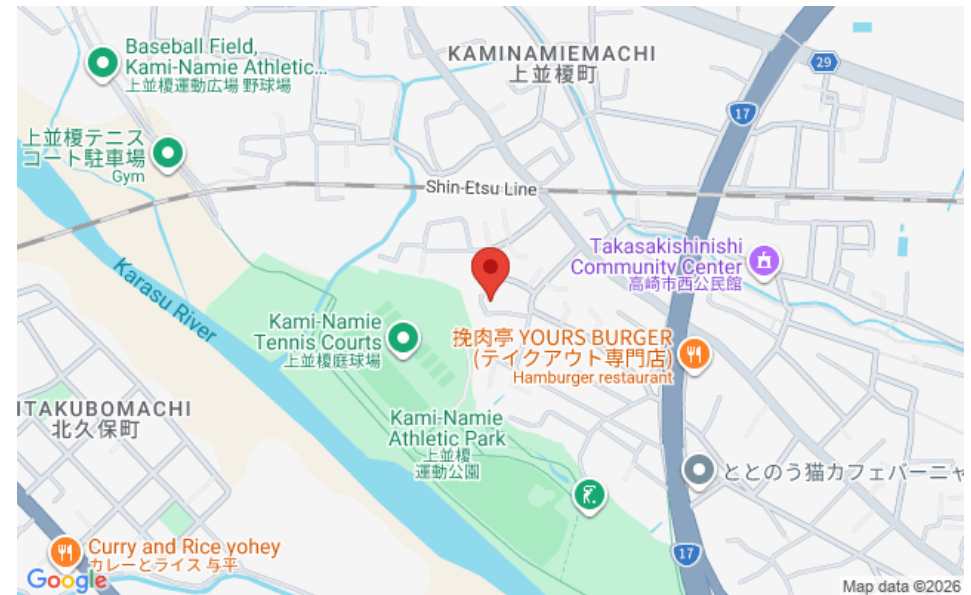 Baseball Field,
Kami-Namie Athletic...
上並榎運動広場 野球場
KAMINAMIEMACHI
上並榎町
29
17
上並榎テニス
コート駐車場
Gym
Shin-Etsu Line
Takasakishinishi
Community Center
高崎市西公民館
Karasu River
Kami-Namie
Tennis Courts
上並榎庭球場
挽肉亭 YOURS BURGER
(テイクアウト専門店)
Hamburger restaurant
ITAKUBOMACHI
北久保町
Kami-Namie
Athletic Park
上並榎
運動公園
ととのう猫カフェバーニャ
Curry and Rice yohey
カレーとライス 与平
17
Google
Map data ©2026